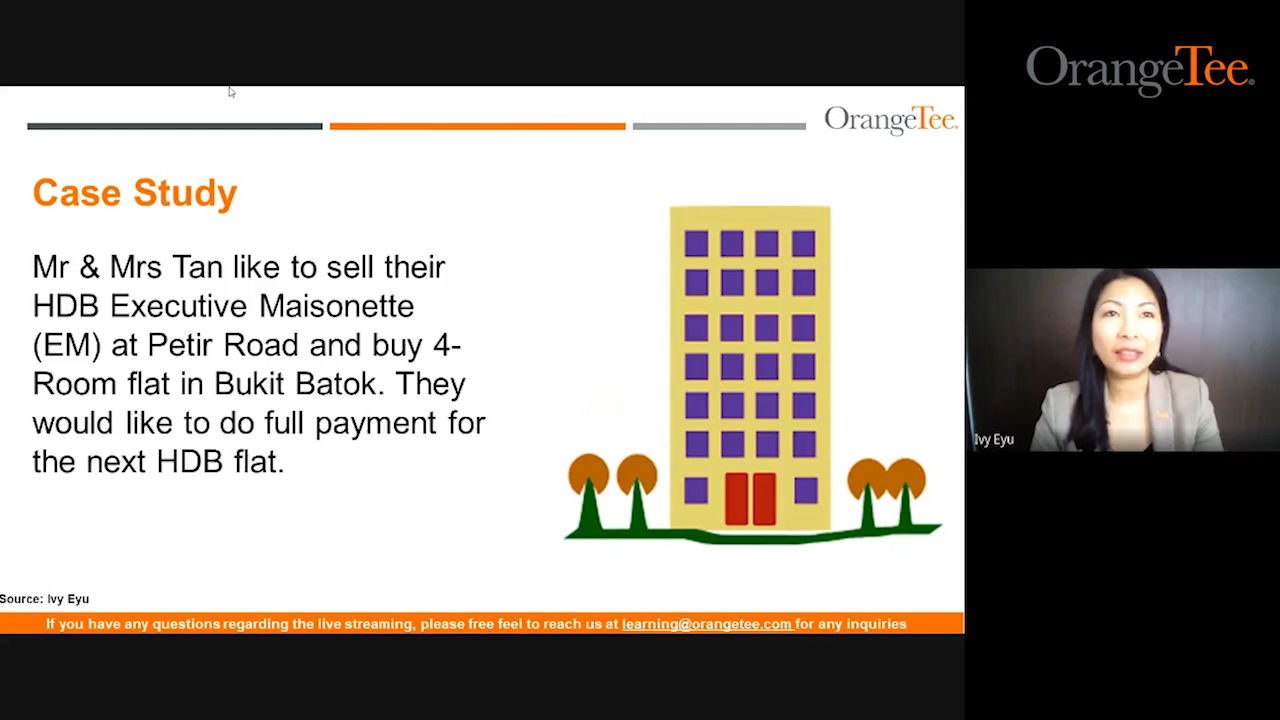 OrangeTee
OrangeTee
Case Study
Mr & Mrs Tan like to sell their
HDB Executive Maisonette
(EM) at Petir Road and buy 4-
Room flat in Bukit Batok. They
would like to do full payment for
the next HDB flat.
Ivy Eyu
Source: Ivy Eyu
If you have any questions regarding the live streaming, please free feel to reach us at learning@orangetee.com for any inquiries